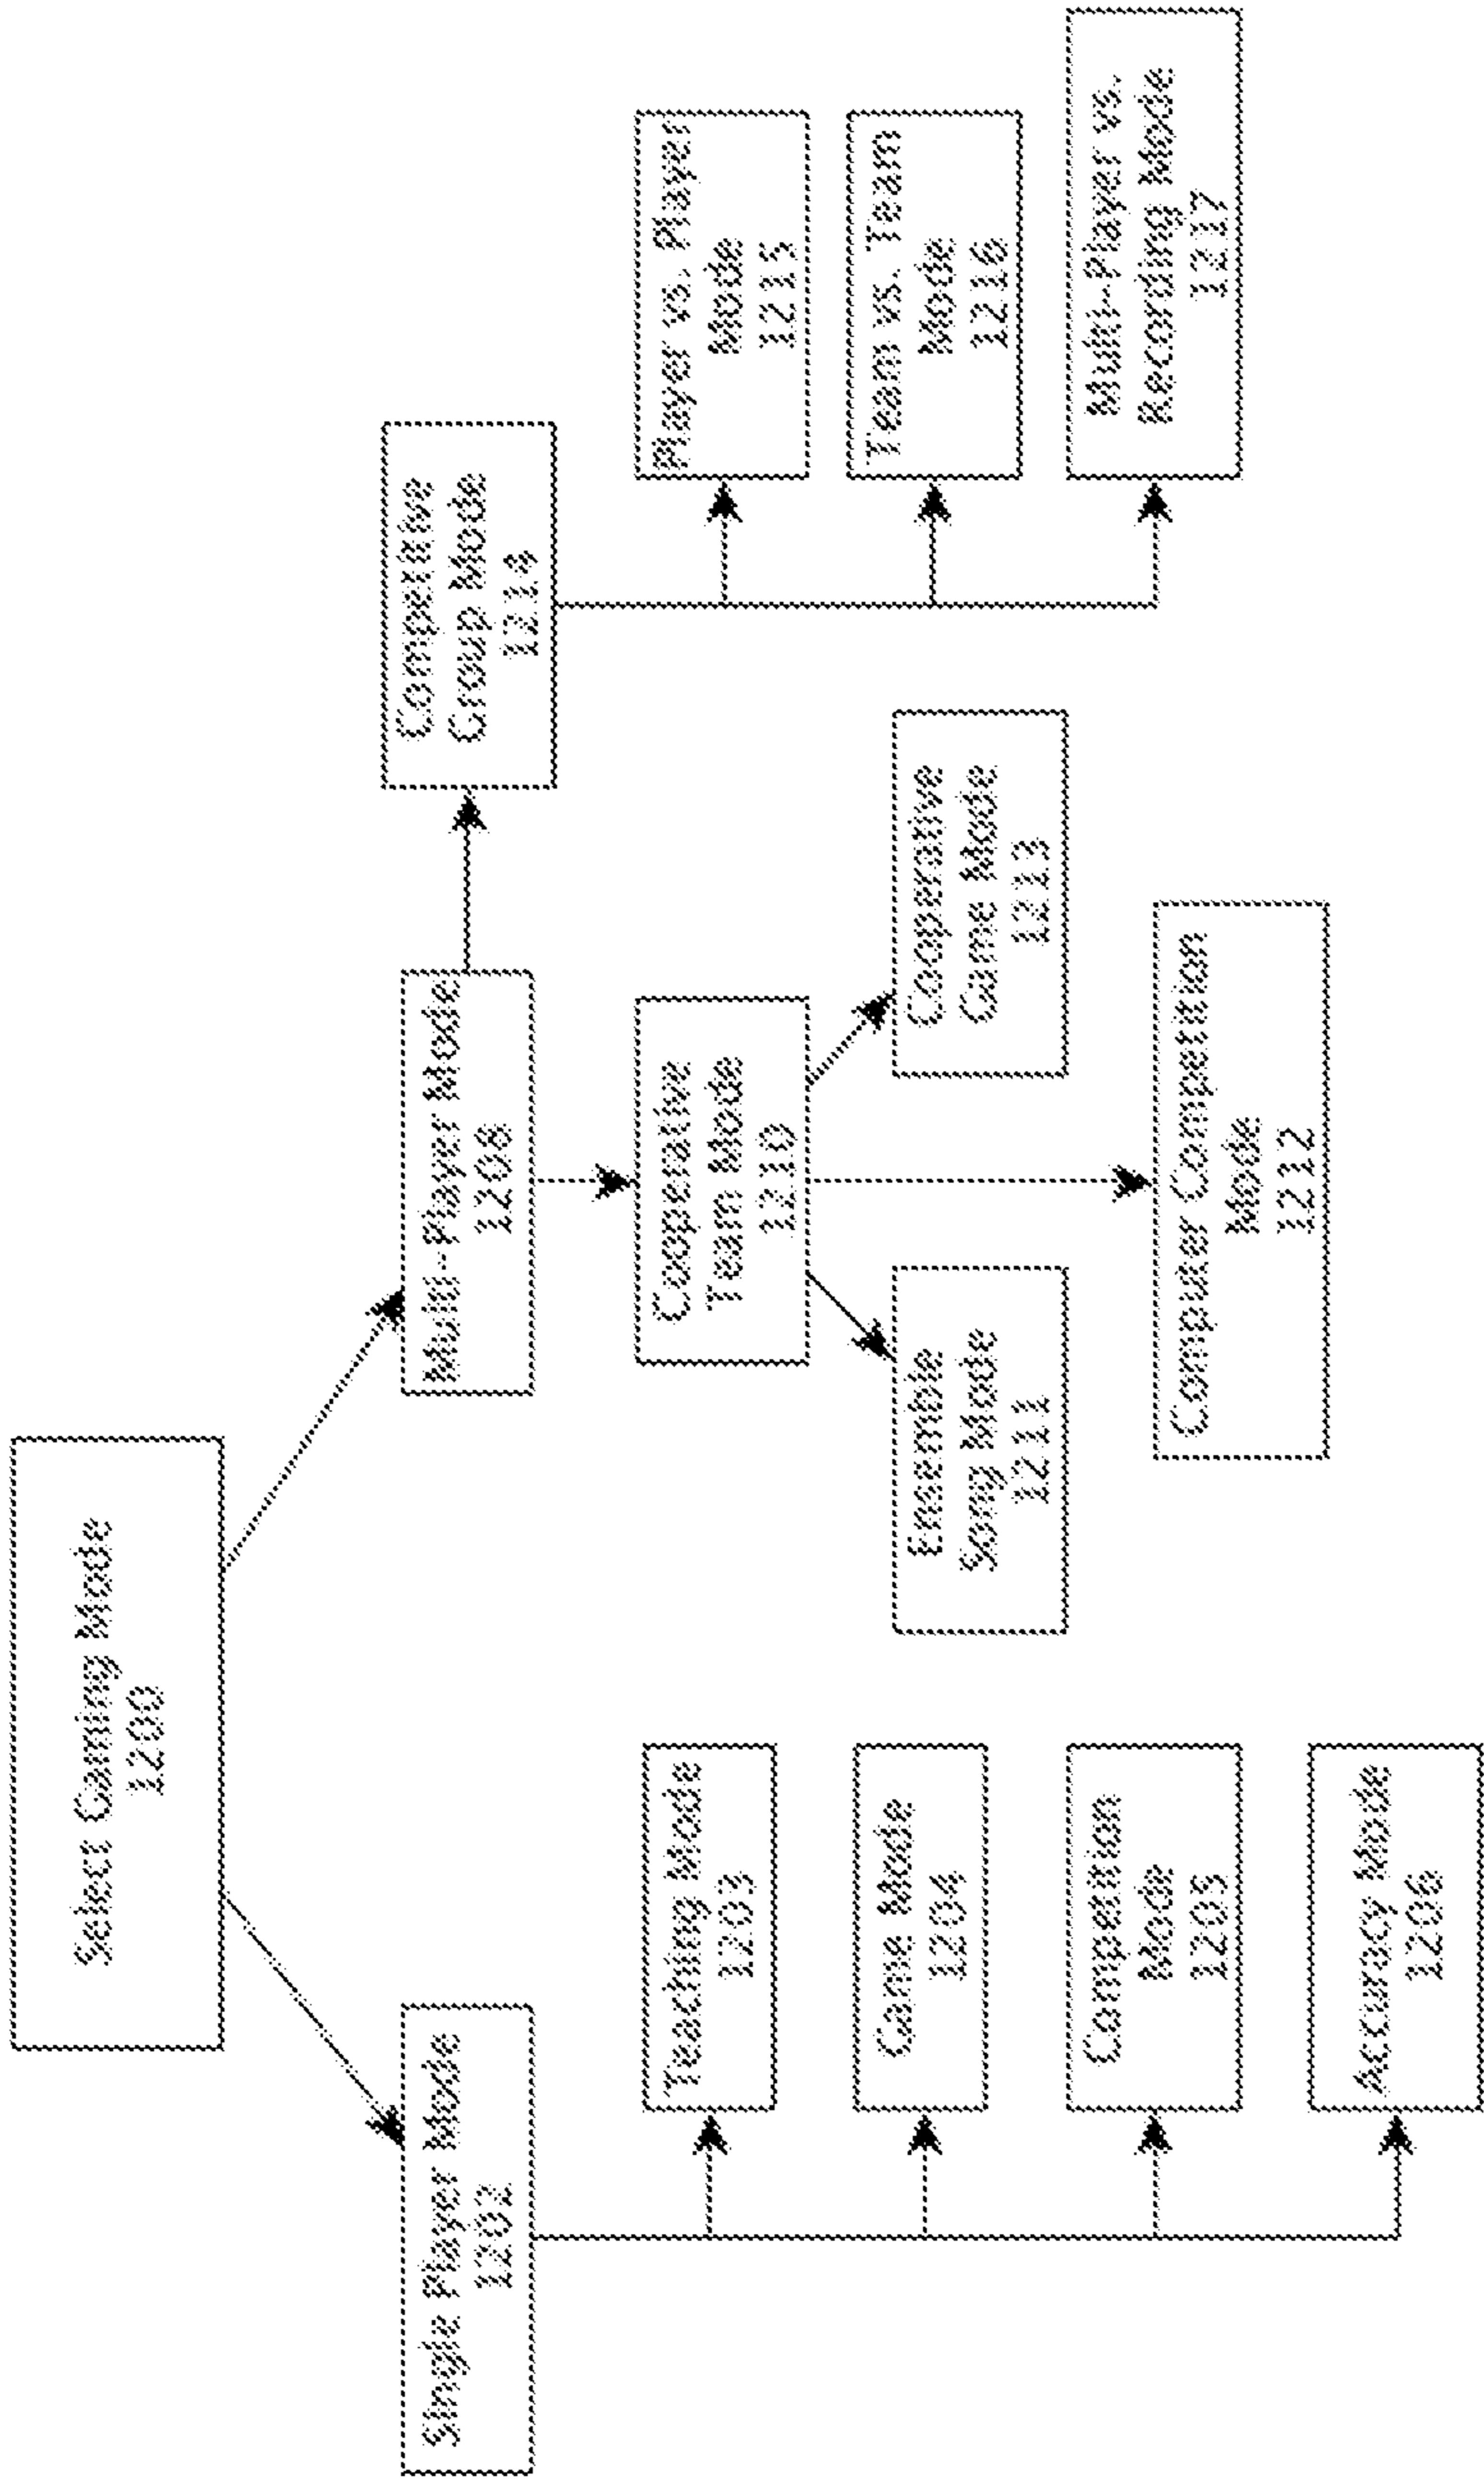 Select Gaming Mode
1200
Single Player Mode
1202
Teaching Mode
1203
Game Mode
1204
Competition
Mode
1205
Accuracy Mode
1206
Multi-Player Mode
1208
Cooperative
Team Mode
1210
Ensemble
Song Mode
1211
Computer Competition
Mode
1212
Cooperative
Game Mode
1213
Competitive
Group Mode
1214
Player vs. Player
Mode
1215
Team vs. Team
Mode
1216
Multi-Player vs.
Recording Mode
1217